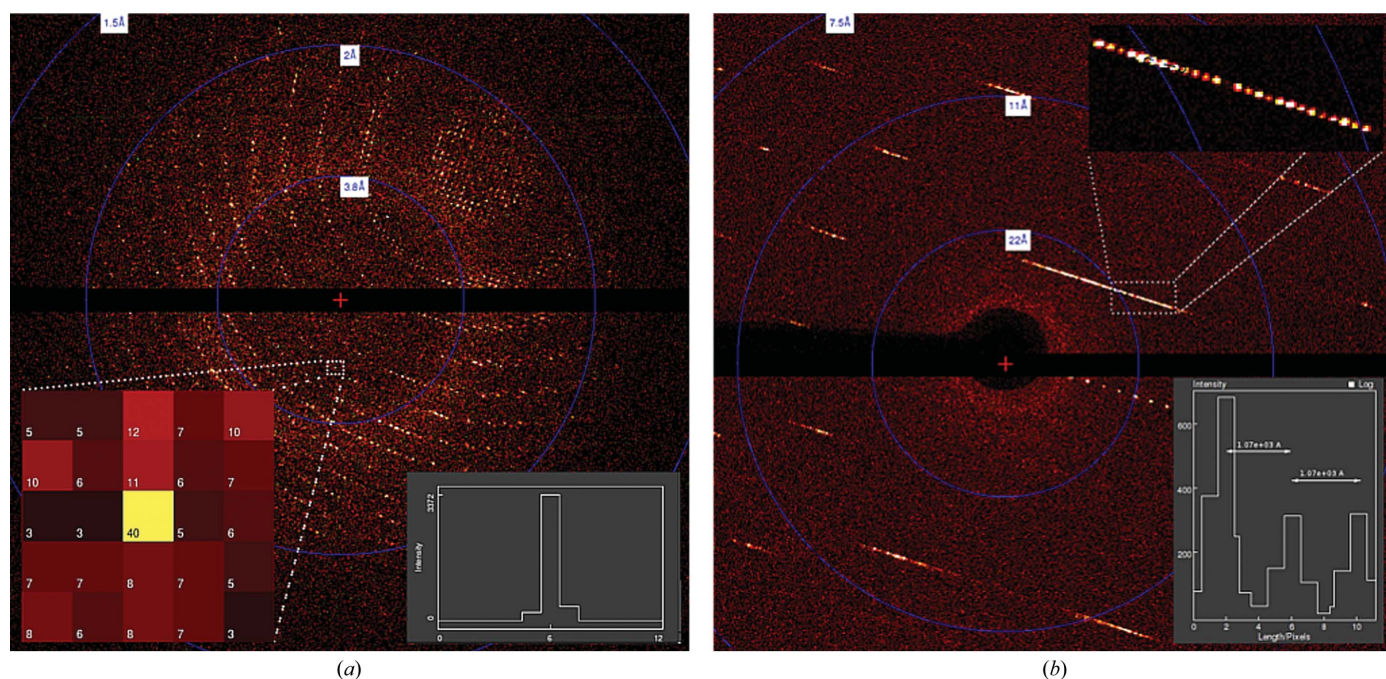 1.5Å
2Å
3.8Å
5 5 12 7 10
10 6 11 6 7
3 3 40 5 6
7 7 8 7 5
8 6 8 7 3
3372
Intensity
0
0 6 12
(a)
7.5Å
11Å
22Å
Intensity
Log
600
1.07e+03 A
1.07e+03 A
400
200
0 2 4 6 8 10
Length/Pixels
(b)